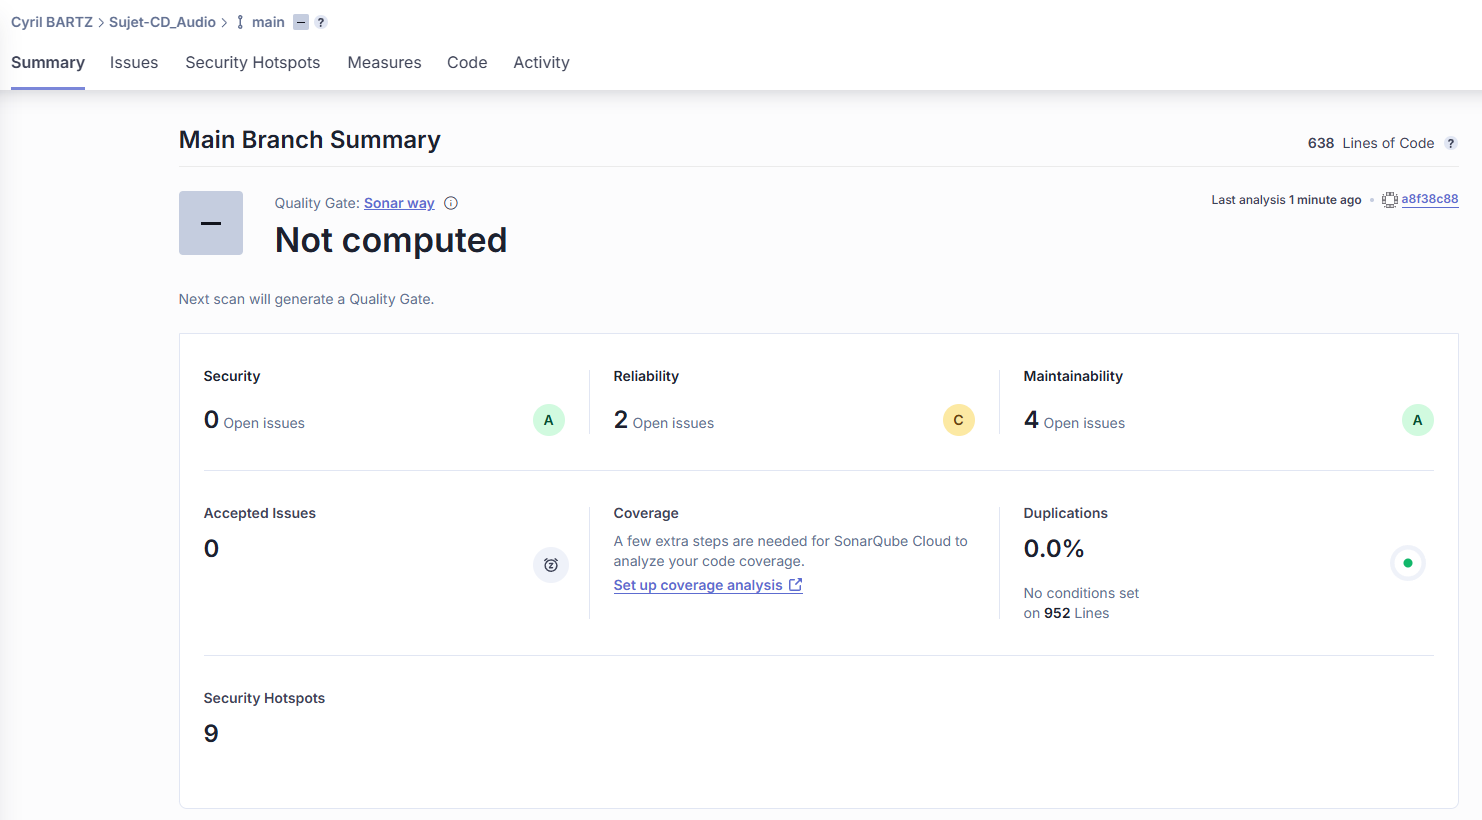 Cyril BARTZ > Sujet-CD_Audio > main – ?
Summary Issues Security Hotspots Measures Code Activity
Main Branch Summary
638 Lines of Code ?
Quality Gate: Sonar way
Last analysis 1 minute ago • a8f38c88
Not computed
Next scan will generate a Quality Gate.
Security
0 Open issues
A
Reliability
2 Open issues
C
Maintainability
4 Open issues
A
Accepted Issues
0
Coverage
A few extra steps are needed for SonarQube Cloud to
analyze your code coverage.
Set up coverage analysis
Duplications
0.0%
No conditions set
on 952 Lines
Security Hotspots
9